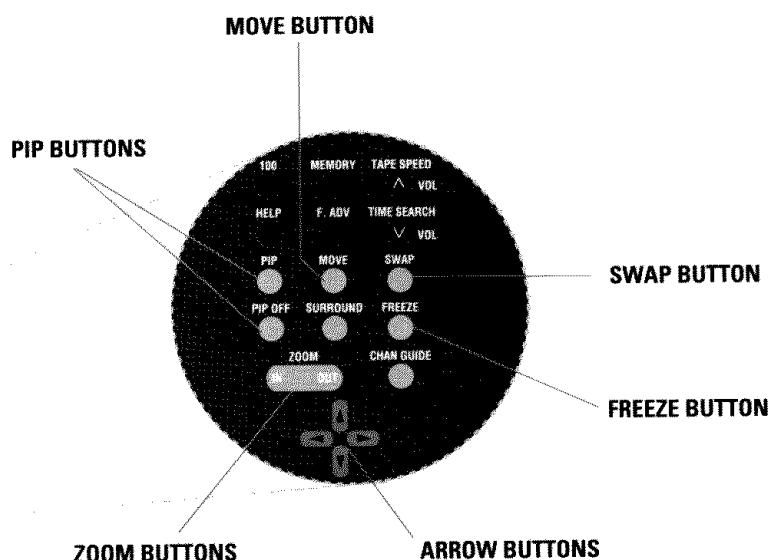 MOVE BUTTON
PIP BUTTONS
100 MEMORY TAPE SPEED
VOL
HELP F. ADV TIME SEARCH
VOL
PIP MOVE SWAP
SWAP BUTTON
PIP OFF SURROUND FREEZE
ZOOM CHAN GUIDE
IN OUT
FREEZE BUTTON
ZOOM BUTTONS ARROW BUTTONS